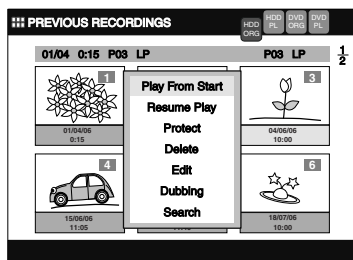 PREVIOUS RECORDINGS
HDD ORG
HDD PL
DVD ORG
DVD PL
01/04 0:15 P03 LP P03 LP 1/2
1
3
Play From Start
Resume Play
Protect
Delete
Edit
Dubbing
Search
01/04/06
0:15
04/06/06
10:00
4
6
15/06/06
11:05
18/07/06
10:00